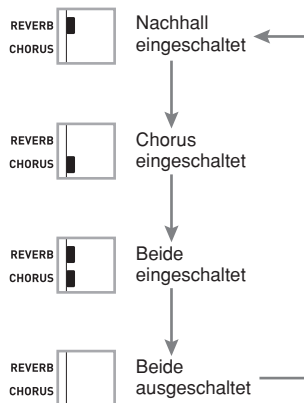 REVERB
CHORUS
Nachhall
eingeschaltet
REVERB
CHORUS
Chorus
eingeschaltet
REVERB
CHORUS
Beide
eingeschaltet
REVERB
CHORUS
Beide
ausgeschaltet